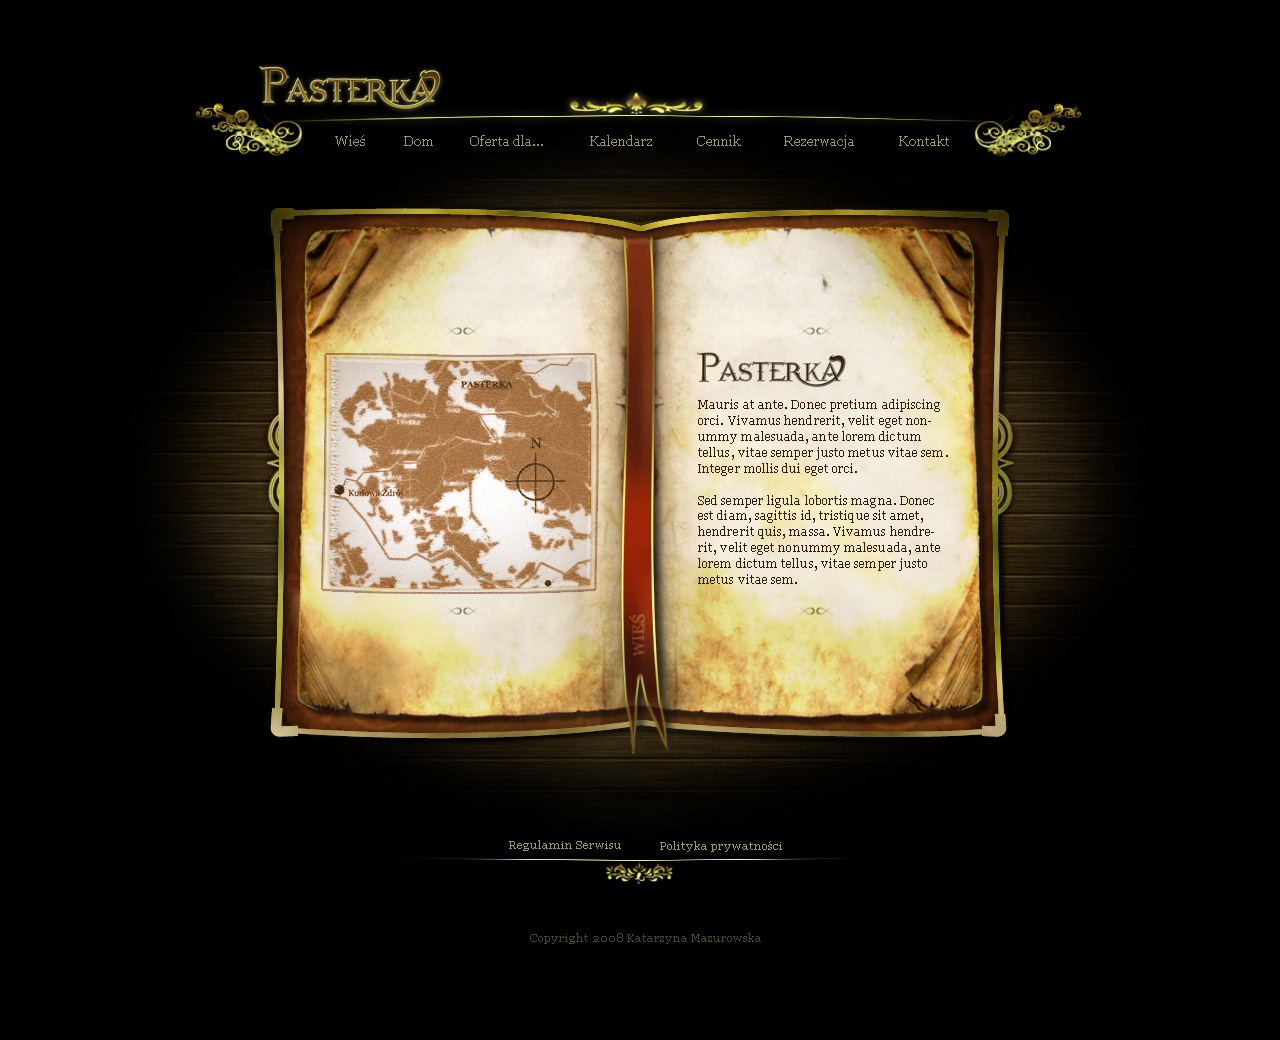 PASTERKA
Wieś Dom Oferta dla... Kalendarz Cennik Rezerwacja Kontakt
PASTERKA
N
Kudowa Zdrój
WIEŚ
PASTERKA
Mauris at ante. Donec pretium adipiscing
orci. Vivamus hendrerit, velit eget non-
ummy malesuada, ante lorem dictum
tellus, vitae semper justo metus vitae sem.
Integer mollis dui eget orci.
Sed semper ligula lobortis magna. Donec
est diam, sagittis id, tristique sit amet,
hendrerit quis, massa. Vivamus hendre-
rit, velit eget nonummy malesuada, ante
lorem dictum tellus, vitae semper justo
metus vitae sem.
Regulamin Serwisu Polityka prywatności
Copyright 2008 Katarzyna Mazurowska